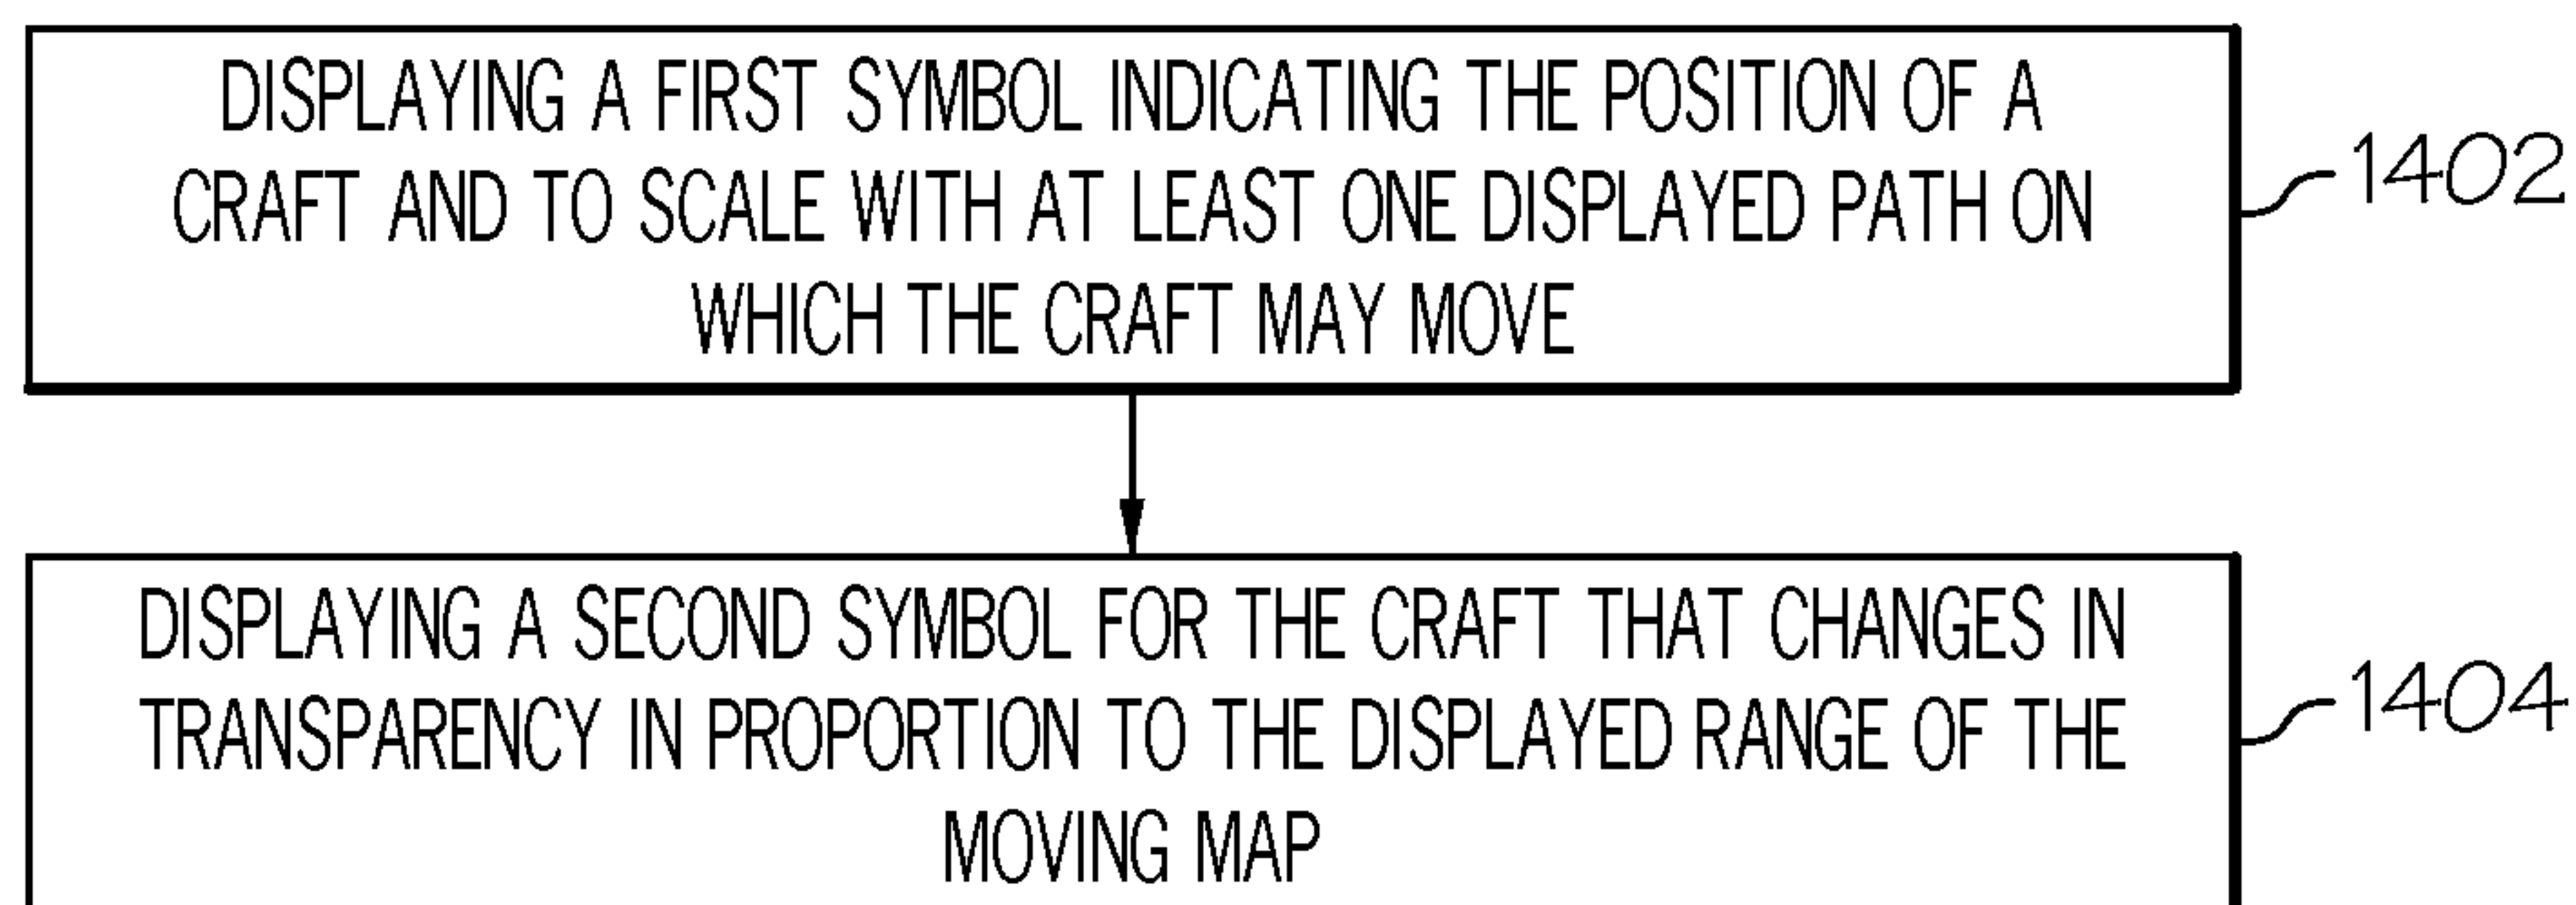 DISPLAYING A FIRST SYMBOL INDICATING THE POSITION OF A
CRAFT AND TO SCALE WITH AT LEAST ONE DISPLAYED PATH ON
WHICH THE CRAFT MAY MOVE
1402
DISPLAYING A SECOND SYMBOL FOR THE CRAFT THAT CHANGES IN
TRANSPARENCY IN PROPORTION TO THE DISPLAYED RANGE OF THE
MOVING MAP
1404